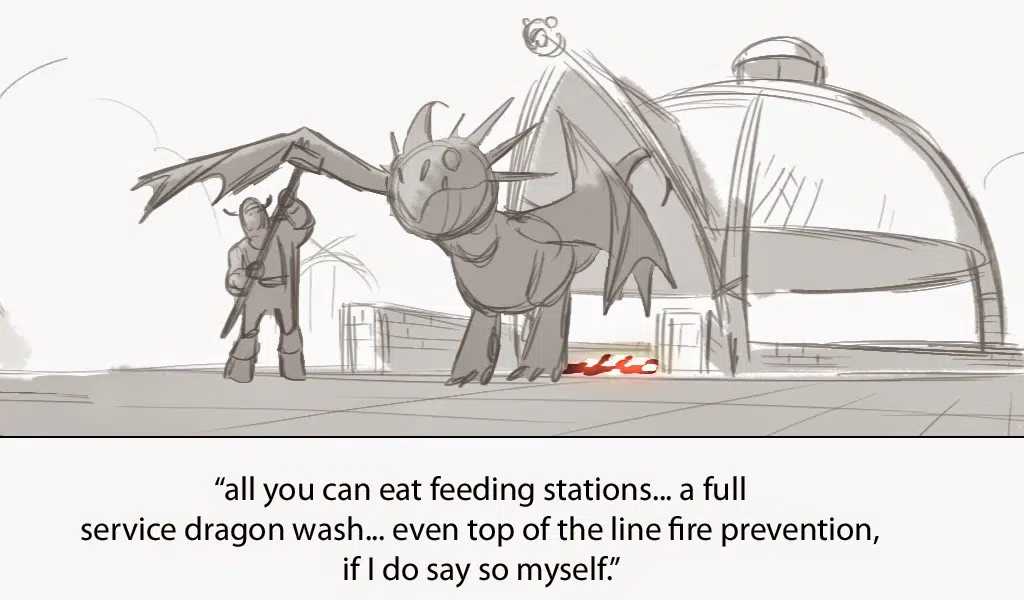 “all you can eat feeding stations... a full
service dragon wash... even top of the line fire prevention,
if I do say so myself.”